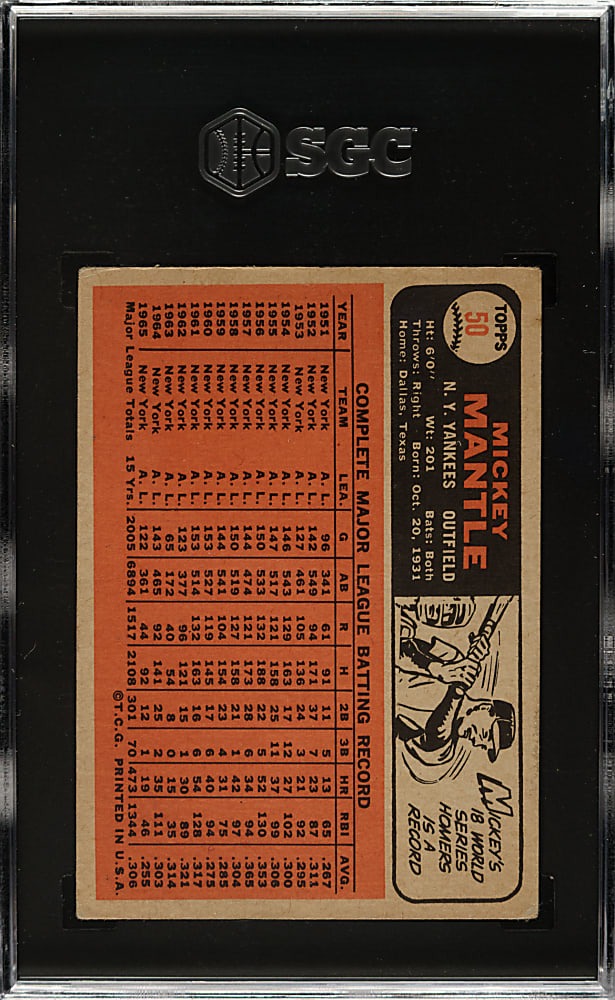 SGC
TOPPS
50
MICKEY
MANTLE
N. Y. YANKEES OUTFIELD
Ht: 6'0" Wt: 201 Bats: Both
Throws: Right Born: Oct. 20, 1931
Home: Dallas, Texas
MICKEY'S
18 WORLD
SERIES
HOMERS
IS A
RECORD
COMPLETE MAJOR LEAGUE BATTING RECORD
YEAR TEAM LEA. G AB R H 2B 3B HR RBI AVG.
1951 New York A. L. 96 341 61 91 11 5 13 65 .267
1952 New York A. L. 142 549 94 171 37 7 23 87 .311
1953 New York A. L. 127 461 105 136 24 3 21 92 .295
1954 New York A. L. 146 543 129 163 17 12 27 102 .300
1955 New York A. L. 147 517 121 158 25 11 37 99 .306
1956 New York A. L. 150 533 132 188 22 5 52 130 .353
1957 New York A. L. 144 474 121 173 28 6 34 94 .365
1958 New York A. L. 150 519 127 158 21 1 42 97 .304
1959 New York A. L. 144 541 104 154 23 4 31 75 .285
1960 New York A. L. 153 527 119 145 17 6 40 94 .275
1961 New York A. L. 153 514 132 163 16 6 54 128 .317
1962 New York A. L. 123 377 96 121 15 1 30 89 .321
1963 New York A. L. 65 172 40 54 8 0 15 35 .314
1964 New York A. L. 143 465 92 141 25 2 35 111 .303
1965 New York A. L. 122 361 44 92 12 1 19 46 .255
Major League Totals 15 Yrs. 2005 6894 1517 2108 301 70 473 1344 .306
©T.C.G. PRINTED IN U.S.A.